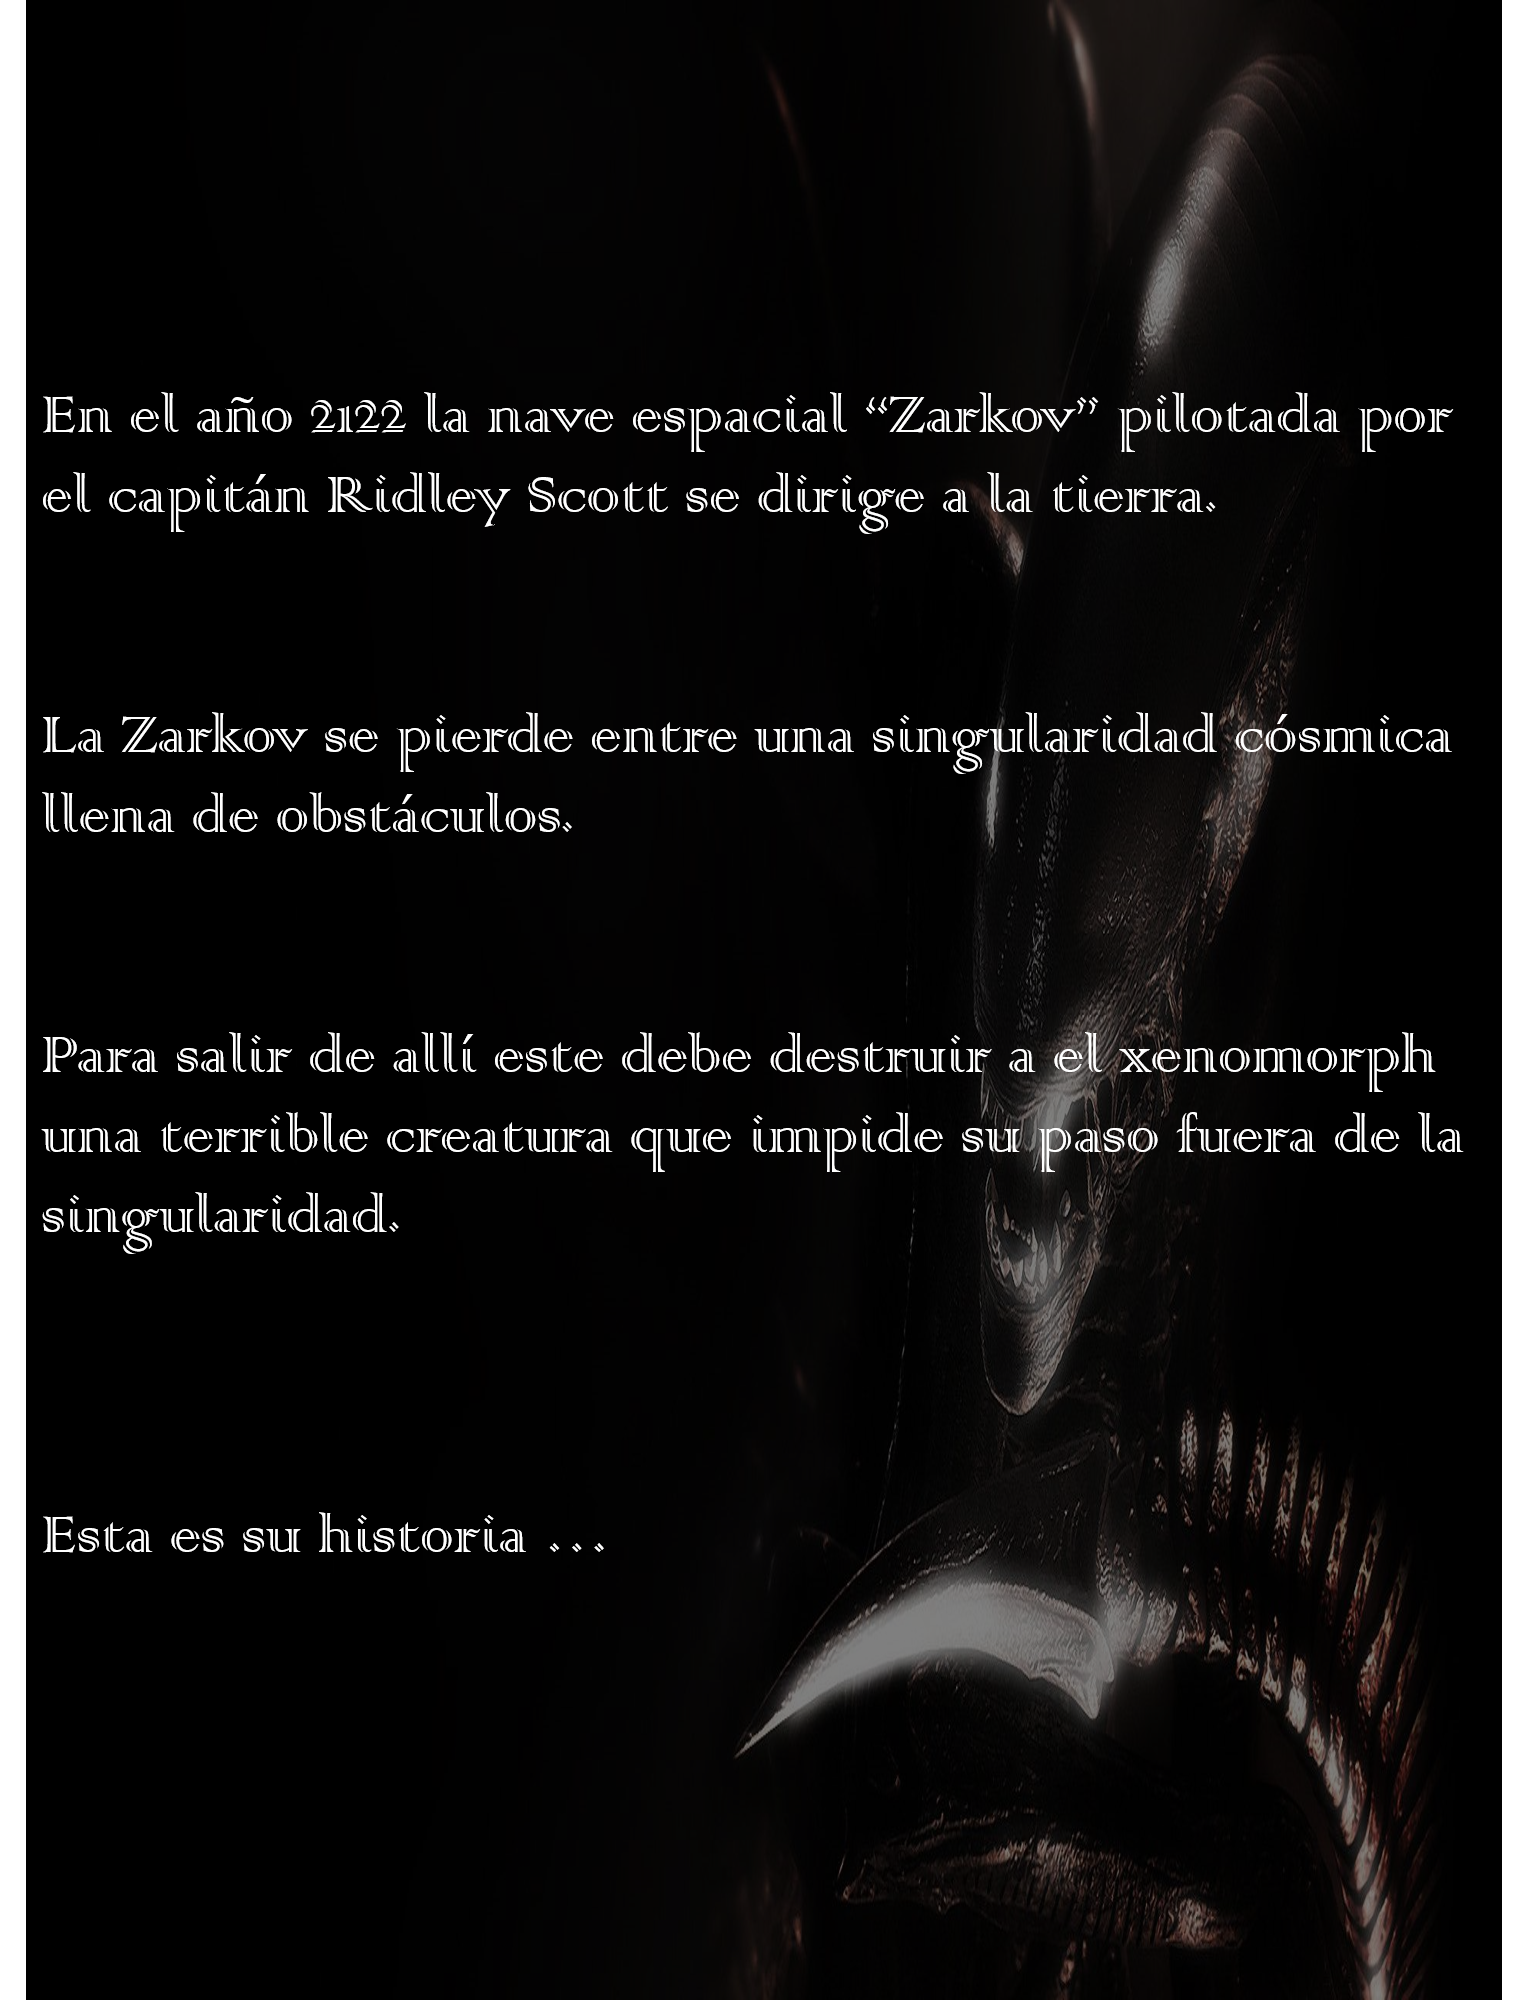 En el año 2122 la nave espacial “Zarkov” pilotada por
el capitán Ridley Scott se dirige a la tierra.
La Zarkov se pierde entre una singularidad cósmica
llena de obstáculos.
Para salir de allí este debe destruir a el xenomorph
una terrible creatura que impide su paso fuera de la
singularidad.
Esta es su historia ...